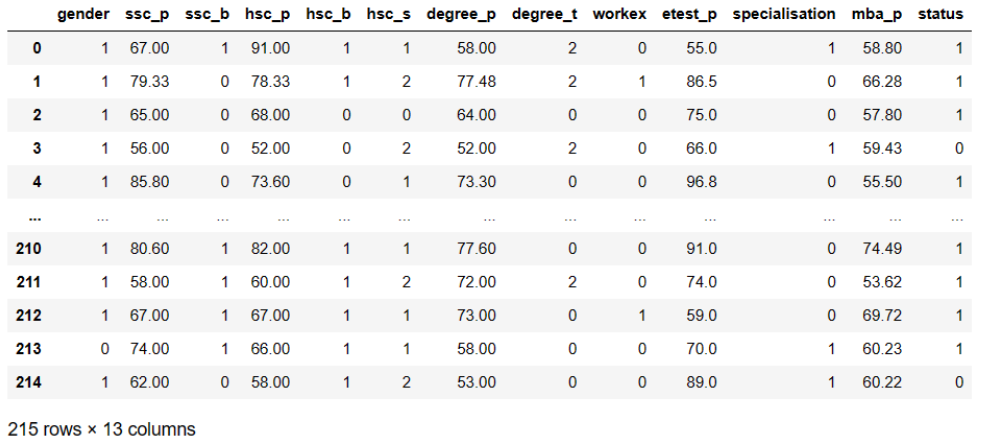 gender ssc_p ssc_b hsc_p hsc_b hsc_s degree_p degree_t workex etest_p specialisation mba_p status
0 1 67.00 1 91.00 1 1 58.00 2 0 55.0 1 58.80 1
1 1 79.33 0 78.33 1 2 77.48 2 1 86.5 0 66.28 1
2 1 65.00 0 68.00 0 0 64.00 0 0 75.0 0 57.80 1
3 1 56.00 0 52.00 0 2 52.00 2 0 66.0 1 59.43 0
4 1 85.80 0 73.60 0 1 73.30 0 0 96.8 0 55.50 1
... ... ... ... ... ... ... ... ... ... ... ... ... ...
210 1 80.60 1 82.00 1 1 77.60 0 0 91.0 0 74.49 1
211 1 58.00 1 60.00 1 2 72.00 2 0 74.0 0 53.62 1
212 1 67.00 1 67.00 1 1 73.00 0 1 59.0 0 69.72 1
213 0 74.00 1 66.00 1 1 58.00 0 0 70.0 1 60.23 1
214 1 62.00 0 58.00 1 2 53.00 0 0 89.0 1 60.22 0
215 rows × 13 columns